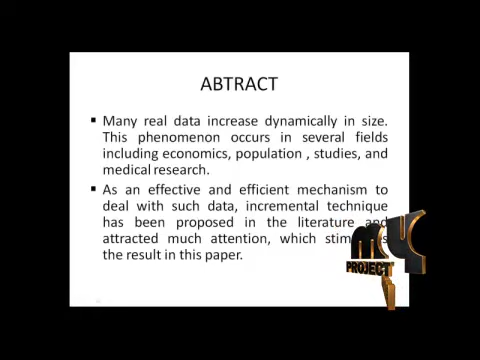 ABTRACT
Many real data increase dynamically in size.
This phenomenon occurs in several fields
including economics, population , studies, and
medical research.
As an effective and efficient mechanism to
deal with such data, incremental technique
has been proposed in the literature and
attracted much attention, which
the result in this paper.
MY
PROJECT